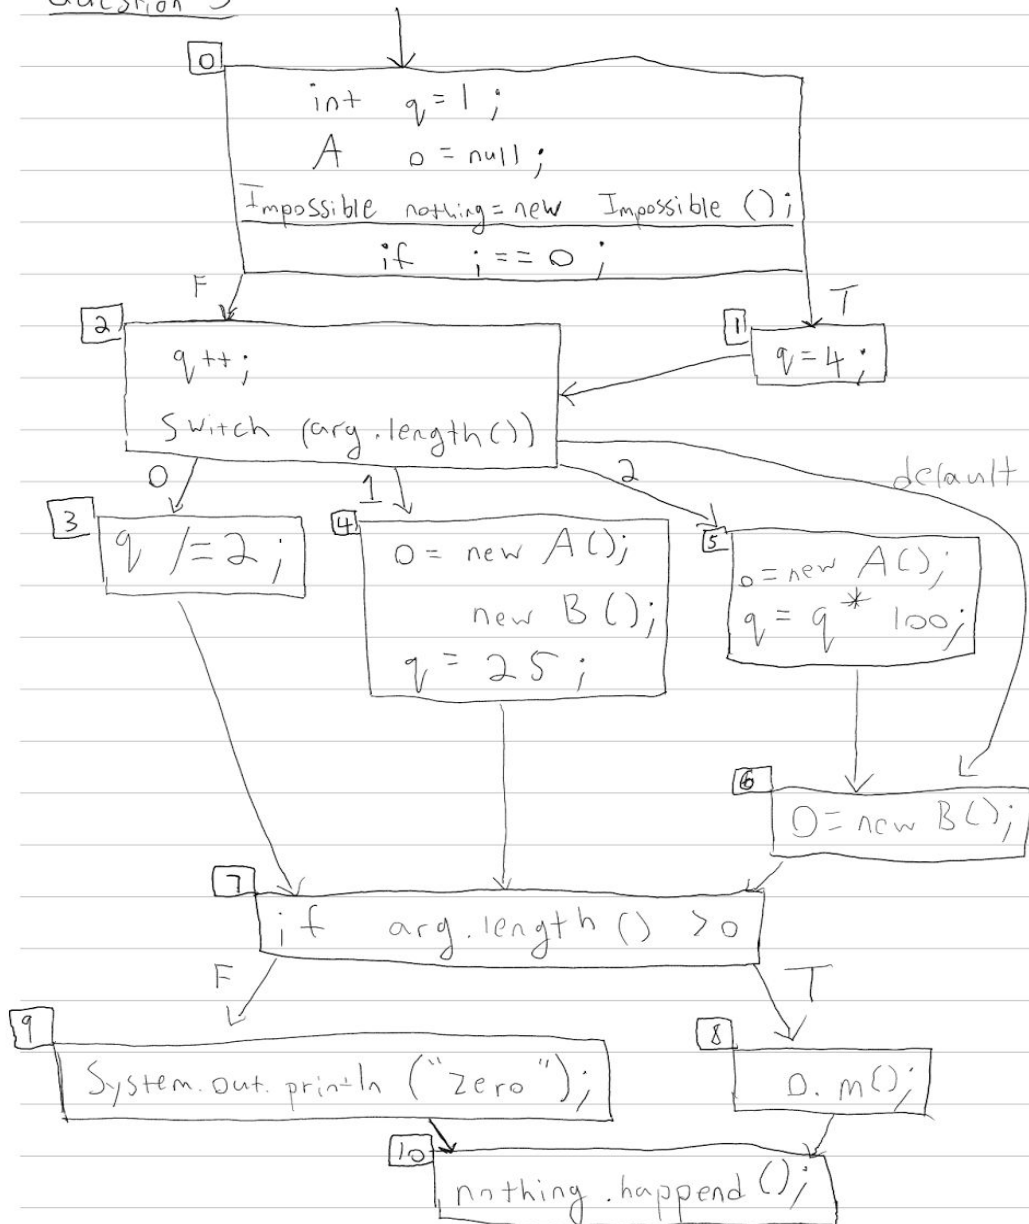 Question 3
0
int q = 1 ;
A o = null ;
Impossible nothing = new Impossible () ;
if i == 0 ;
F
T
2
1
q ++ ;
q = 4 ;
Switch (arg.length())
0
1
2
default
3
4
5
q /= 2 ;
o = new A();
new B ();
q = 25 ;
o = new A();
q = q * 100;
6
O = new B();
7
if arg.length () > 0
F
T
9
8
System.out.println ("zero");
O. m();
10
nothing .happend ();